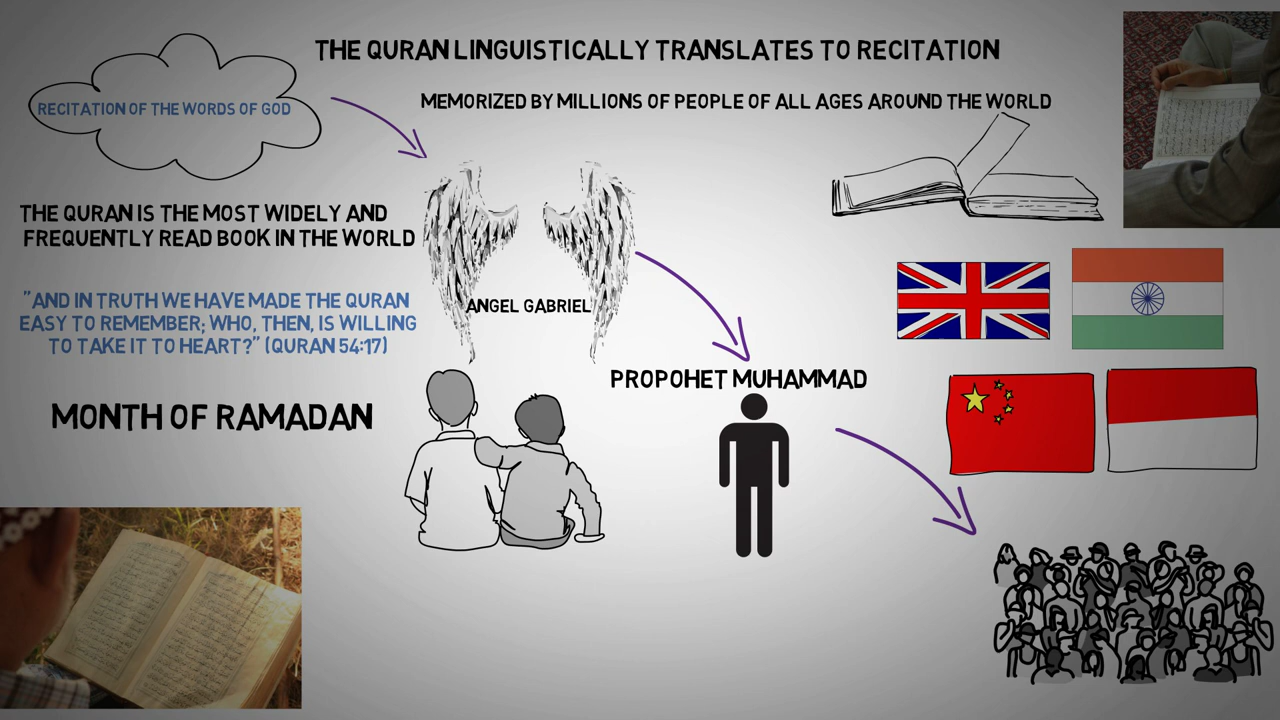 THE QURAN LINGUISTICALLY TRANSLATES TO RECITATION
RECITATION OF THE WORDS OF GOD
MEMORIZED BY MILLIONS OF PEOPLE OF ALL AGES AROUND THE WORLD
THE QURAN IS THE MOST WIDELY AND
FREQUENTLY READ BOOK IN THE WORLD
"AND IN TRUTH WE HAVE MADE THE QURAN
EASY TO REMEMBER; WHO, THEN, IS WILLING
TO TAKE IT TO HEART?" (QURAN 54:17)
ANGEL GABRIEL
PROPOHET MUHAMMAD
MONTH OF RAMADAN